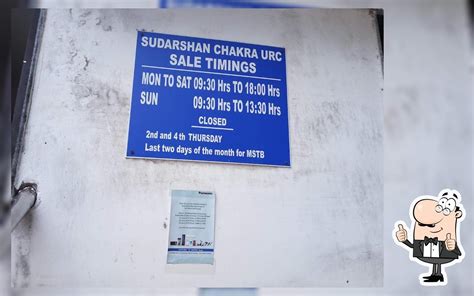 SUDARSHAN CHAKRA URC
SALE TIMINGS
MON TO SAT 09:30 Hrs TO 18:00 Hrs
SUN 09:30 Hrs TO 13:30 Hrs
CLOSED
2nd and 4th THURSDAY
Last two days of the month for MSTB
Panasonic